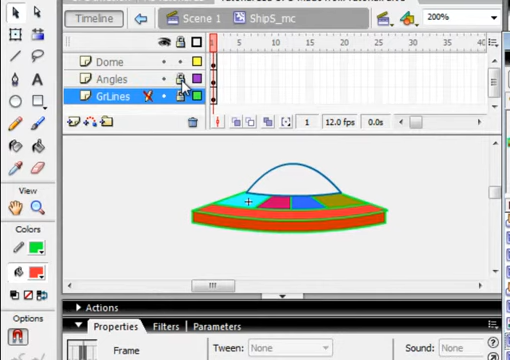 Timeline Scene 1 ShipS_mc 200%
1 5 10 15 20 25 30 35 40
Dome
Angles
GrLines
1 12.0 fps 0.0s
View
Colors
Options
Actions
Properties Filters Parameters
Frame Tween: None Sound: None